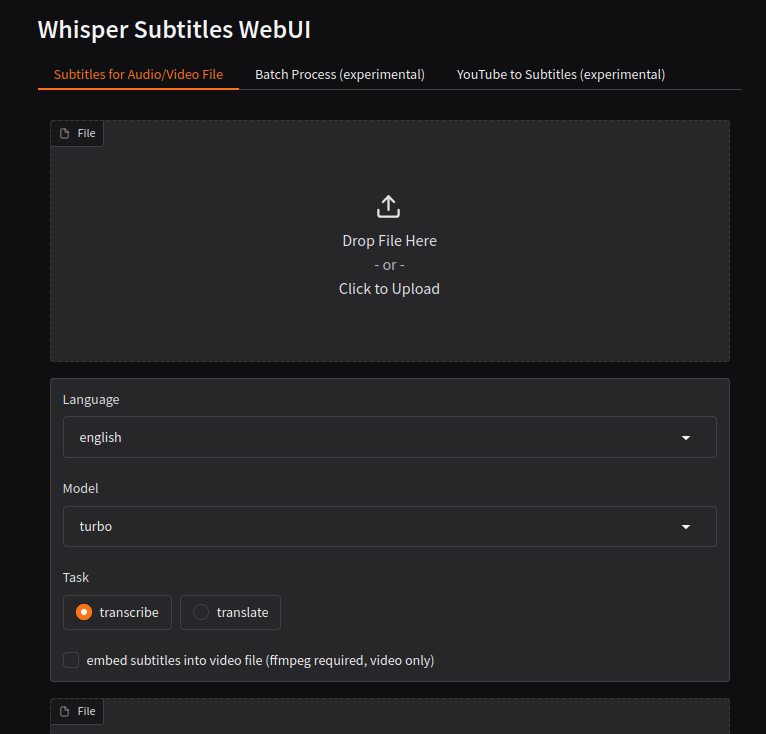 Whisper Subtitles WebUI
Subtitles for Audio/Video File Batch Process (experimental) YouTube to Subtitles (experimental)
File
Drop File Here
- or -
Click to Upload
Language
english
Model
turbo
Task
transcribe translate
embed subtitles into video file (ffmpeg required, video only)
File